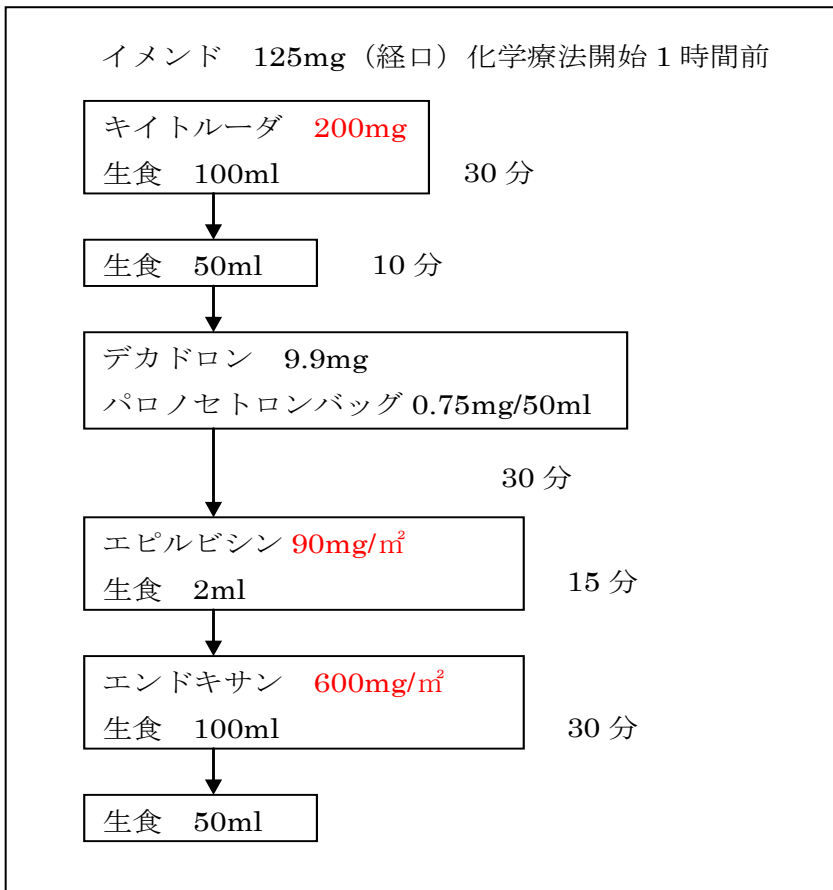 イメンド　125mg（経口）化学療法開始 1 時間前
キイトルーダ　200mg
生食　100ml
30 分
生食　50ml
10 分
デカドロン　9.9mg
パロノセトロンバッグ 0.75mg/50ml
30 分
エピルビシン 90mg/㎡
生食　2ml
15 分
エンドキサン　600mg/㎡
生食　100ml
30 分
生食　50ml